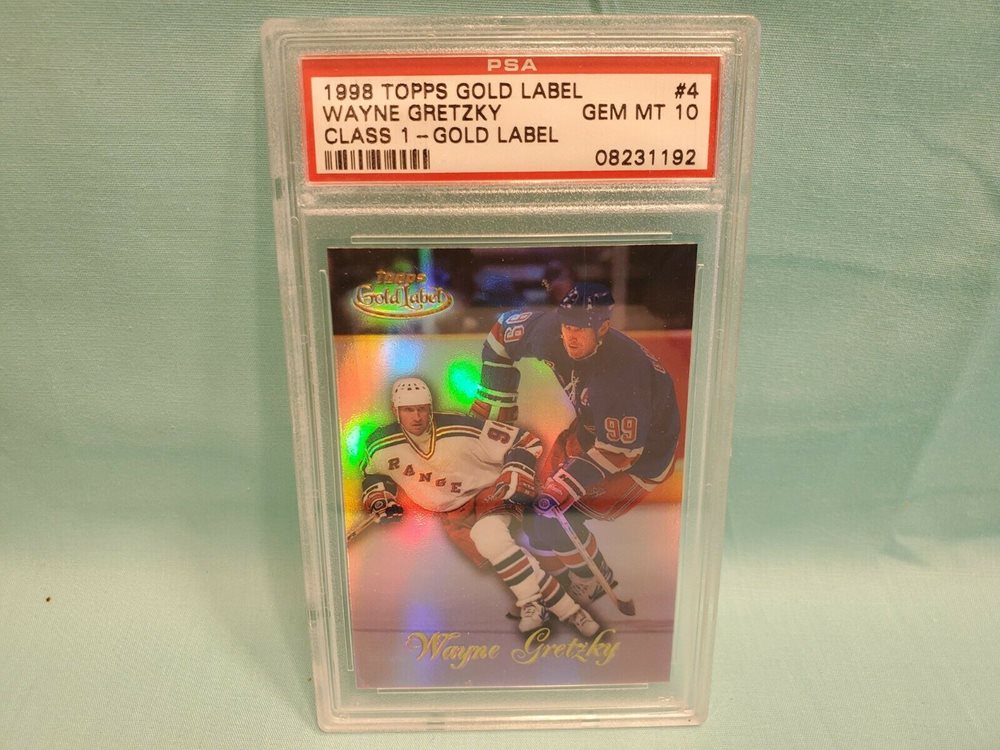 PSA
1998 TOPPS GOLD LABEL #4
WAYNE GRETZKY GEM MT 10
CLASS 1 - GOLD LABEL
08231192
Topps
Gold Label
99
99
RANGE
9
Wayne Gretzky